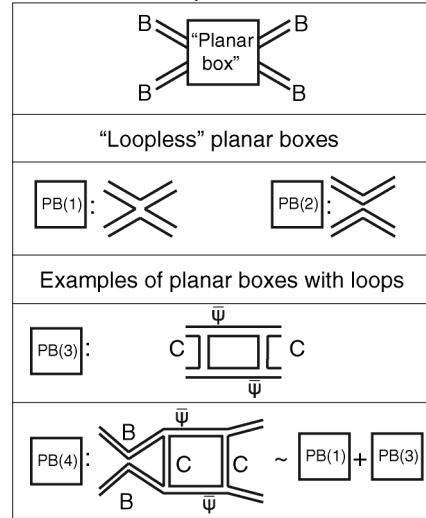 B "Planar box" B
B B
"Loopless" planar boxes
PB(1) : PB(2) :
Examples of planar boxes with loops
ψ̅
PB(3) : C C
ψ̅
ψ̅
B
PB(4) : C C ~ PB(1) + PB(3)
B
ψ̅